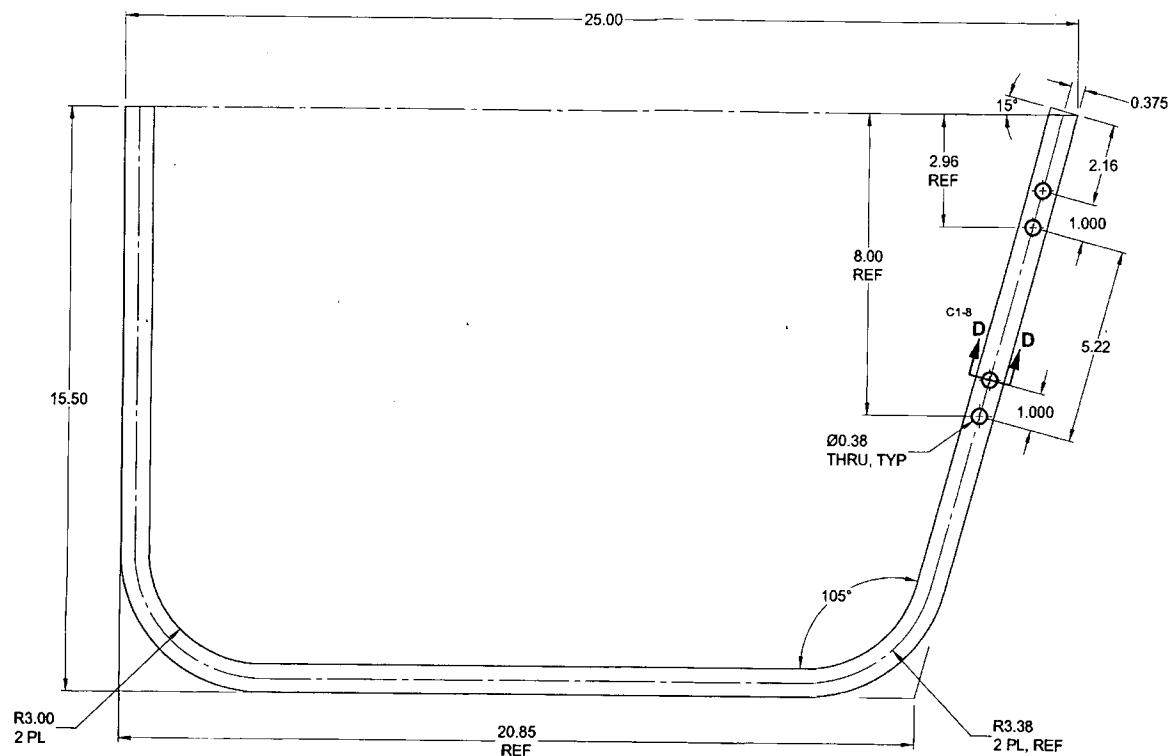 25.00
15°
0.375
2.96
REF
2.16
1.000
8.00
REF
C1-8
D
D
5.22
15.50
1.000
Ø0.38
THRU, TYP
105°
R3.00
2 PL
20.85
REF
R3.38
2 PL, REF